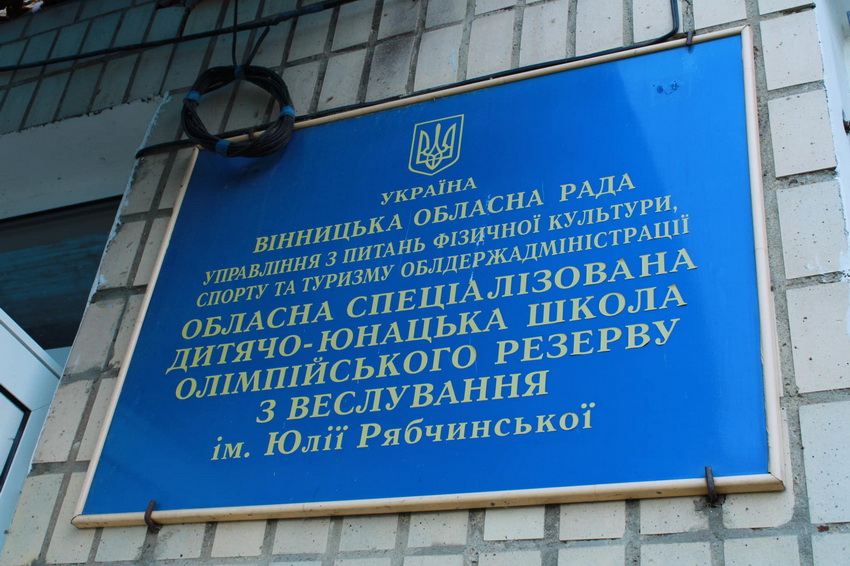 УКРАЇНА
ВІННИЦЬКА ОБЛАСНА РАДА
УПРАВЛІННЯ З ПИТАНЬ ФІЗИЧНОЇ КУЛЬТУРИ,
СПОРТУ ТА ТУРИЗМУ ОБЛДЕРЖАДМІНІСТРАЦІЇ
ОБЛАСНА СПЕЦІАЛІЗОВАНА
ДИТЯЧО-ЮНАЦЬКА ШКОЛА
ОЛІМПІЙСЬКОГО РЕЗЕРВУ
З ВЕСЛУВАННЯ
ім. Юлії Рябчинської